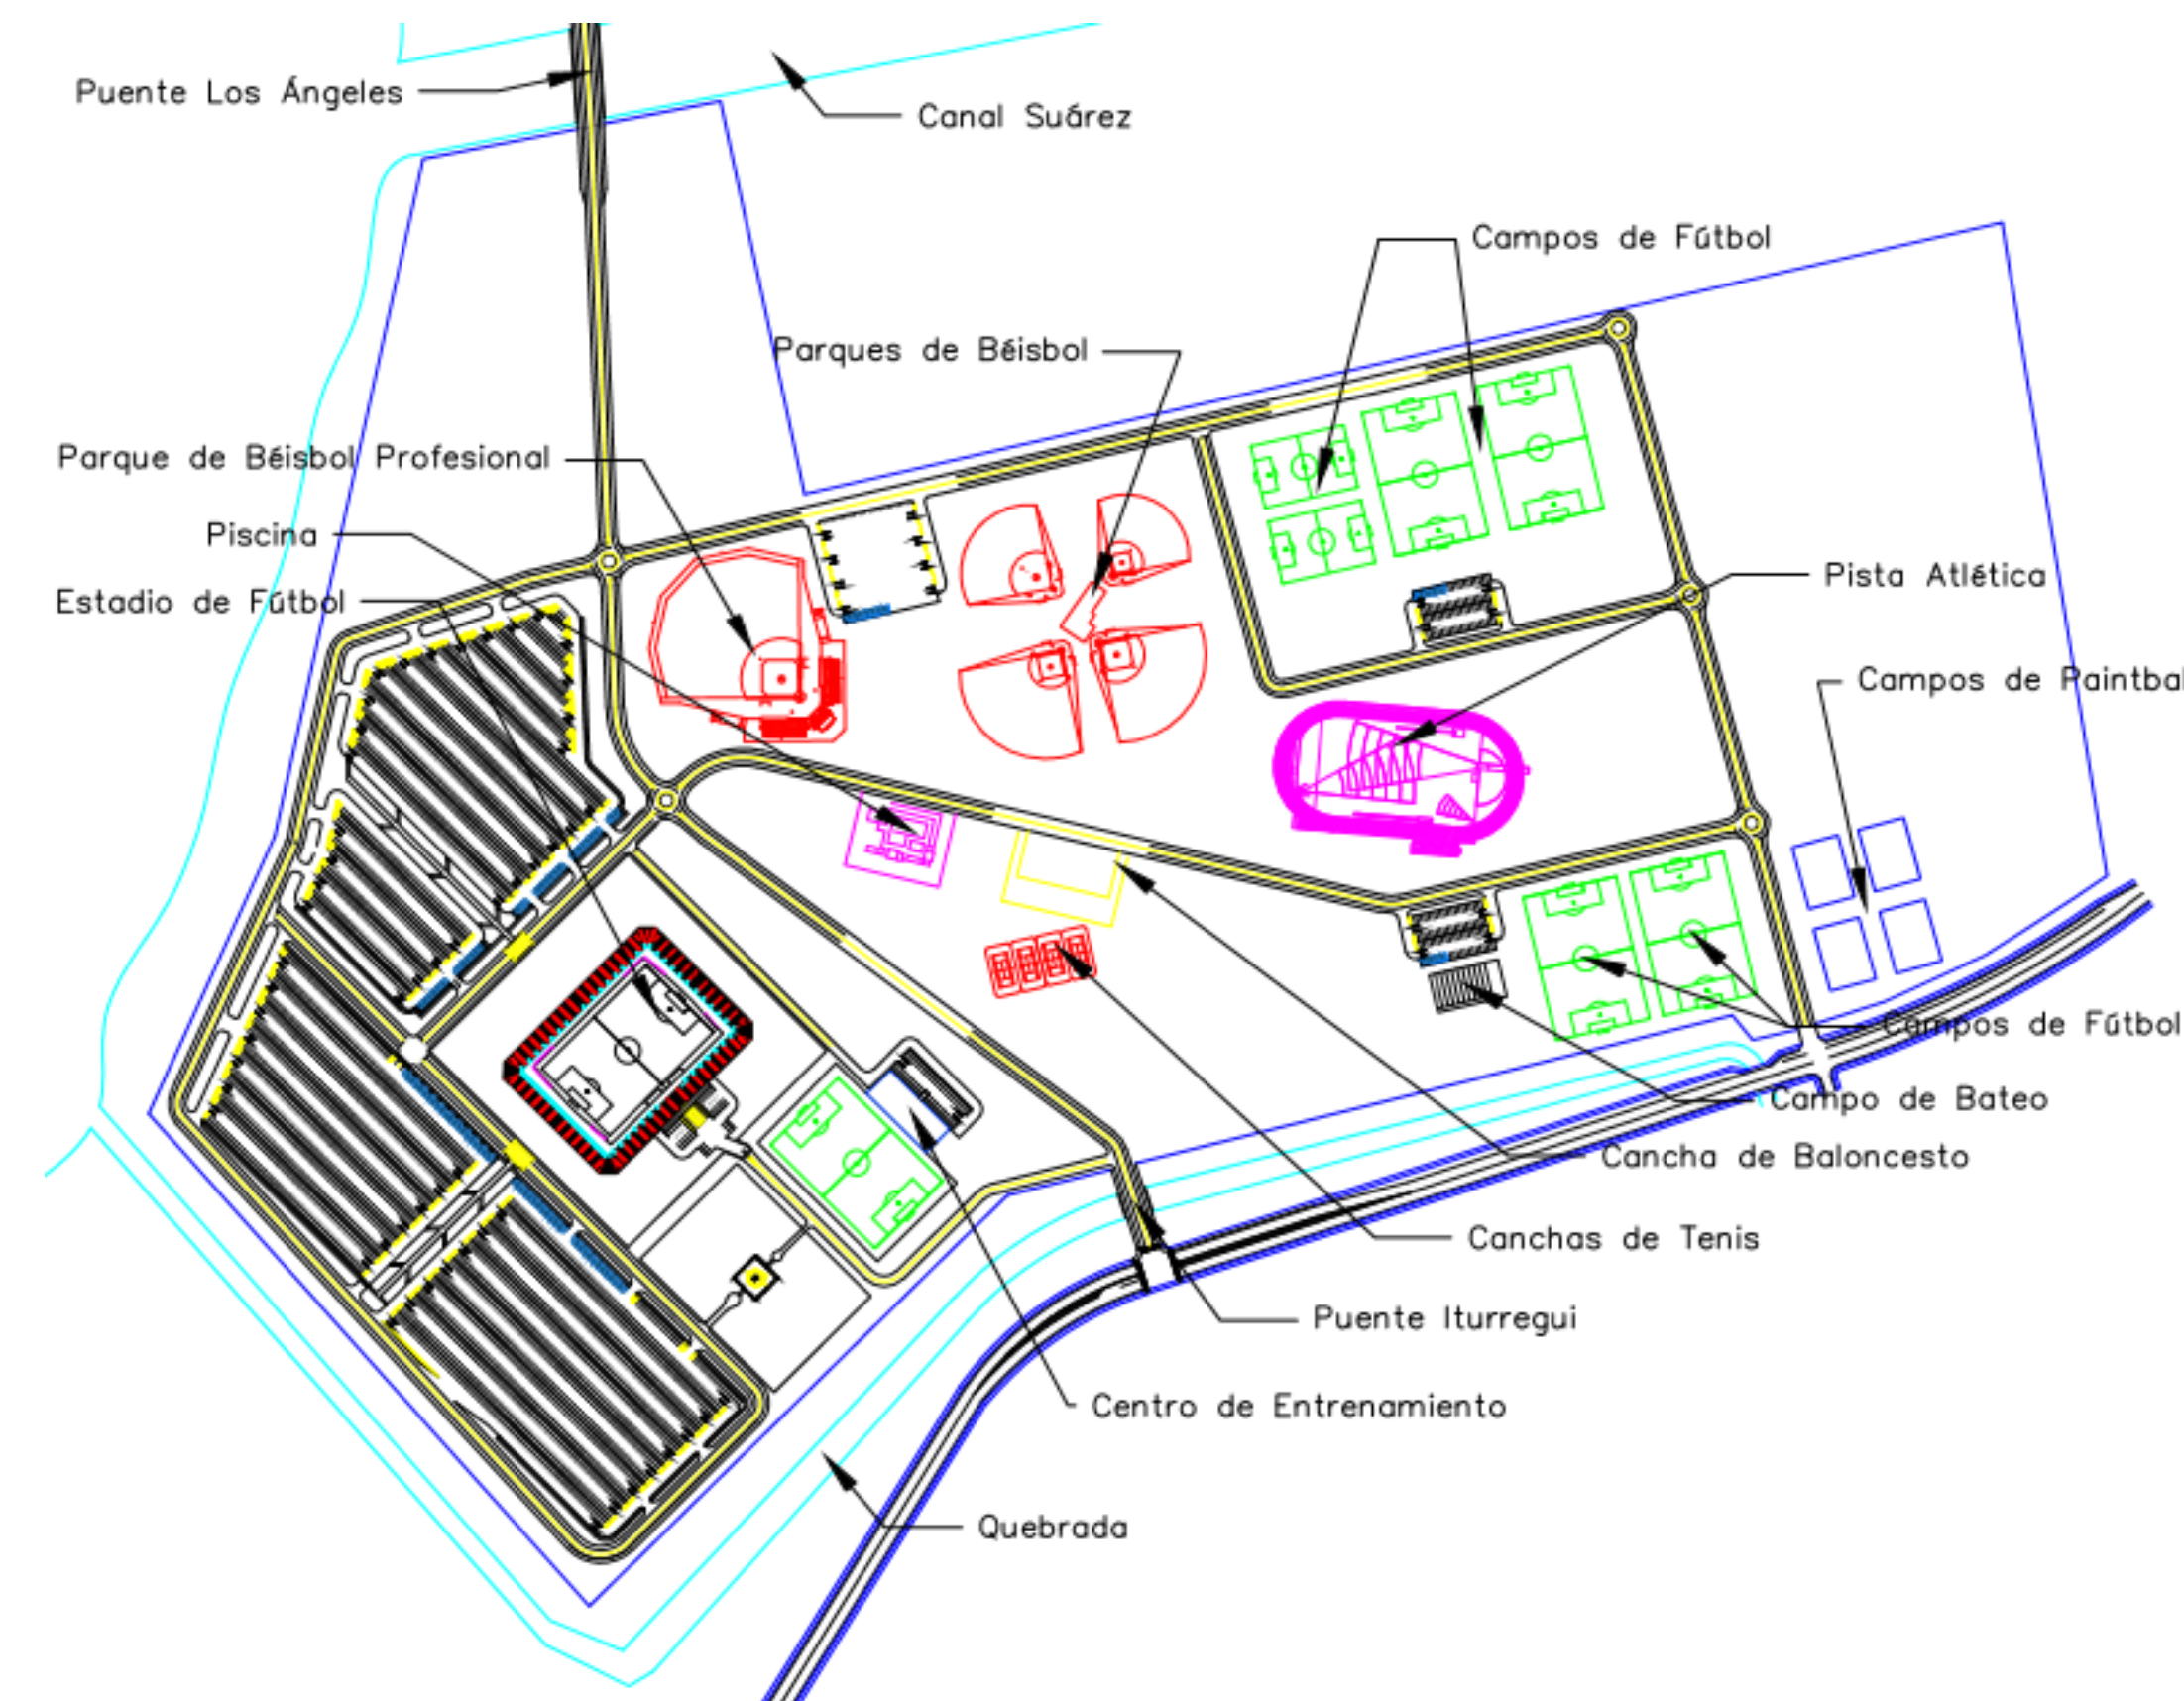 Puente Los Ángeles
Canal Suárez
Campos de Fútbol
Parques de Béisbol
Parque de Béisbol Profesional
Piscina
Estadio de Fútbol
Pista Atlética
Campos de Paintbal
Campos de Fútbol
Campo de Bateo
Cancha de Baloncesto
Canchas de Tenis
Puente Iturregui
Centro de Entrenamiento
Quebrada